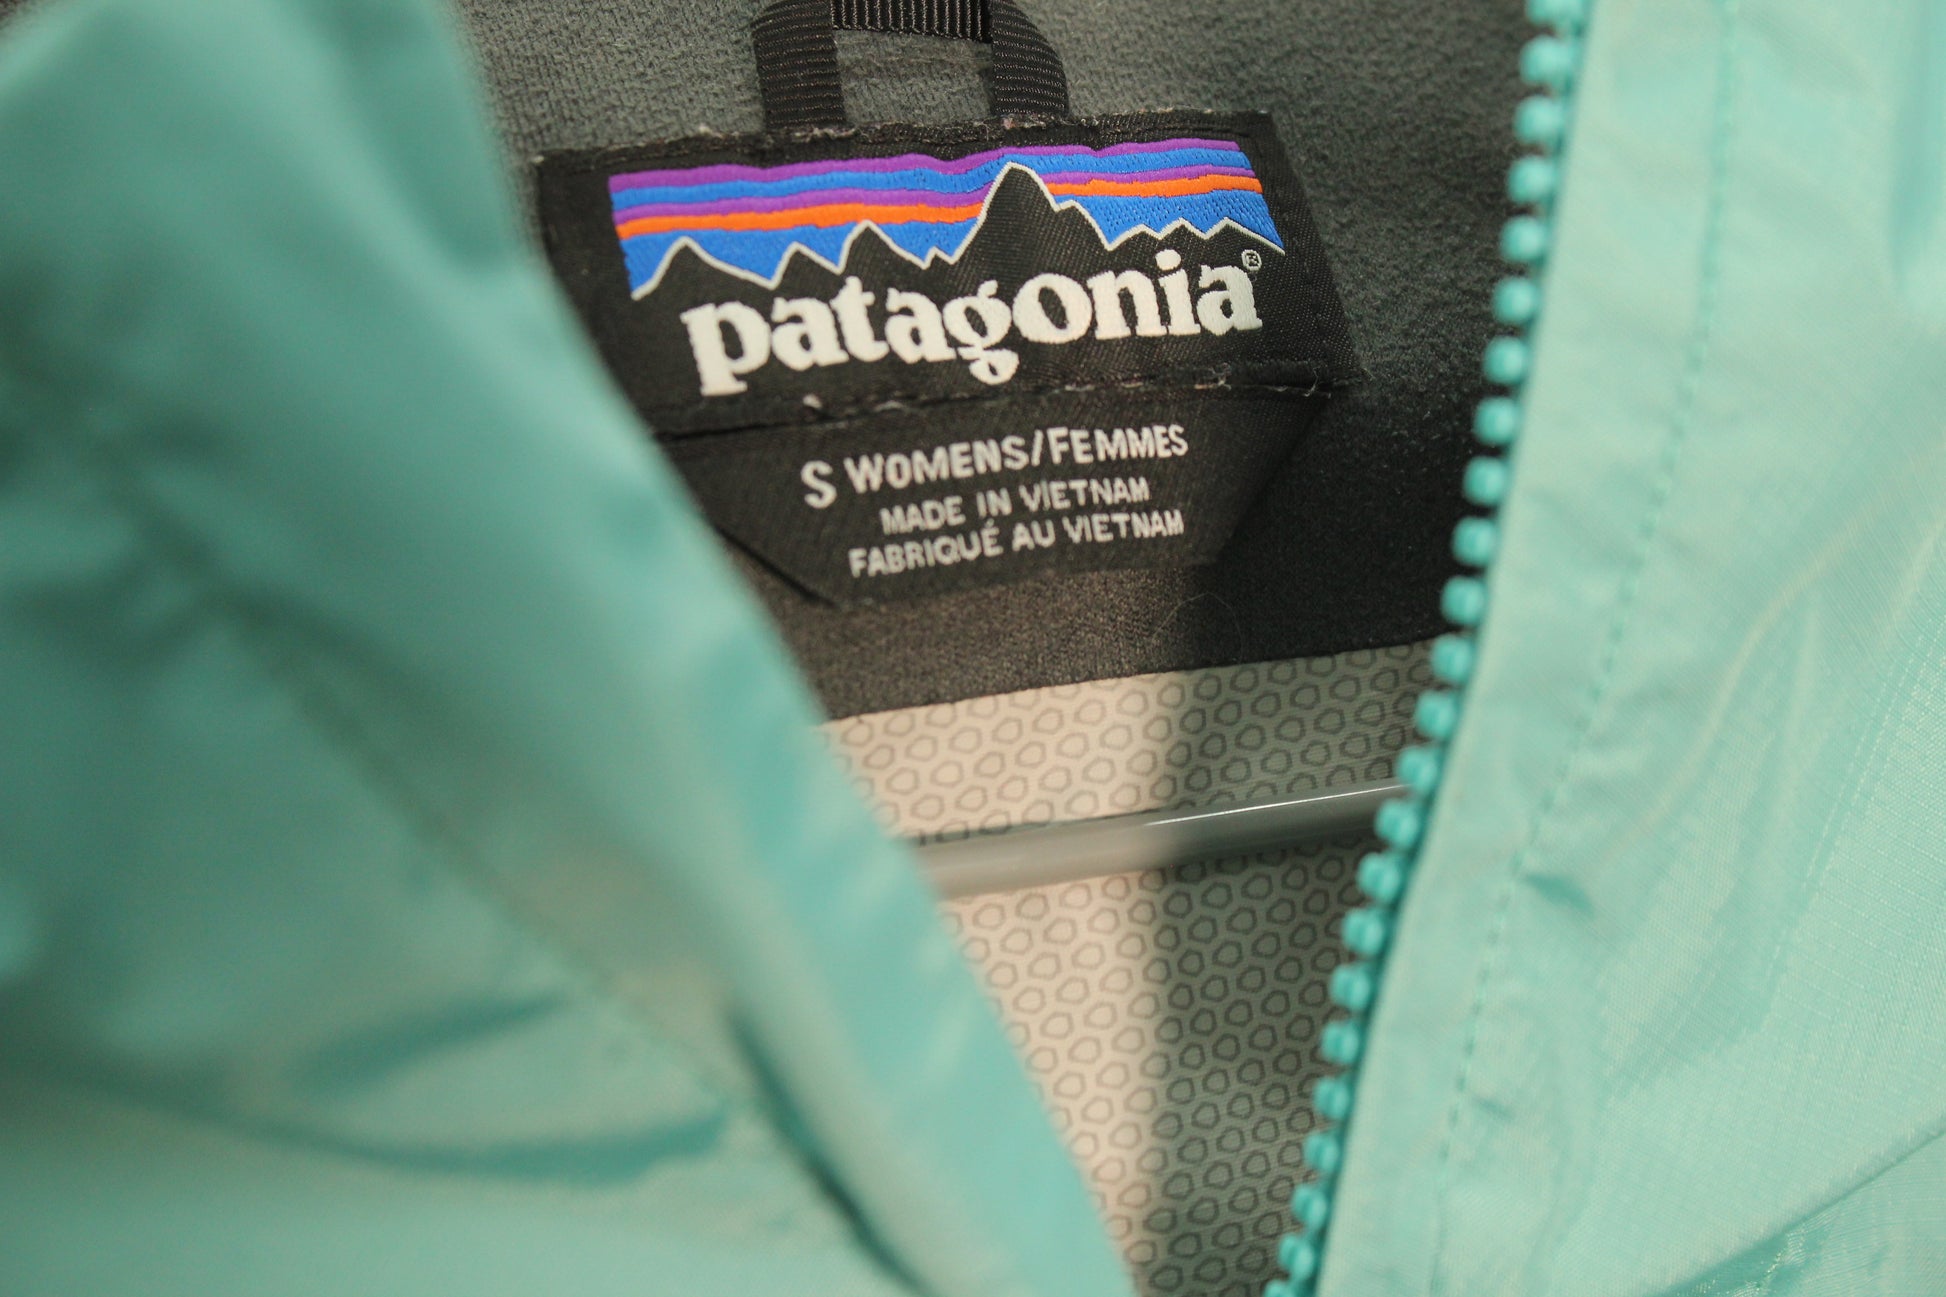 patagonia®
S WOMENS/FEMMES
MADE IN VIETNAM
FABRIQUÉ AU VIETNAM